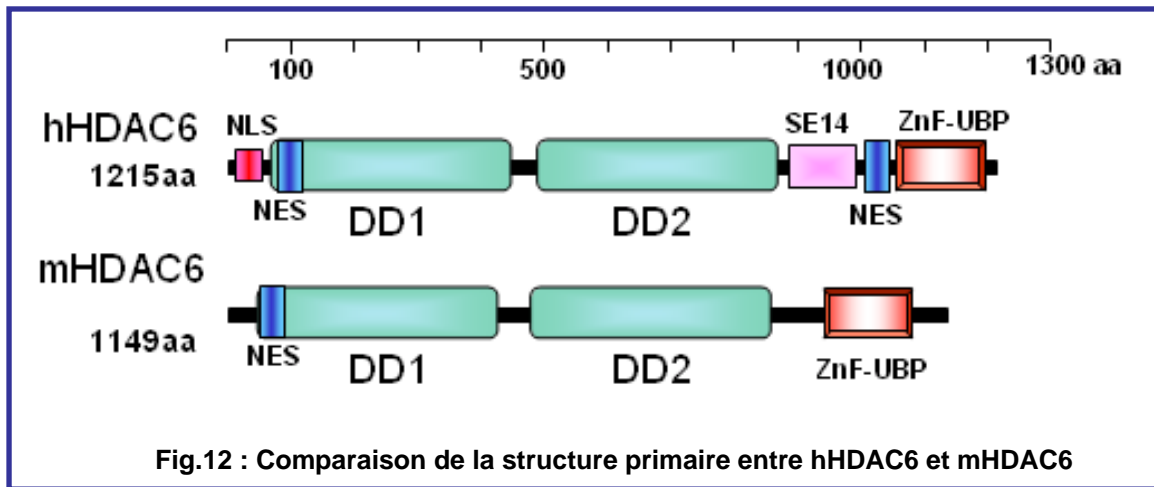 100 500 1000 1300 aa
hHDAC6 NLS SE14 ZnF-UBP
1215aa
NES DD1 DD2 NES
mHDAC6
1149aa
NES DD1 DD2 ZnF-UBP
Fig.12 : Comparaison de la structure primaire entre hHDAC6 et mHDAC6